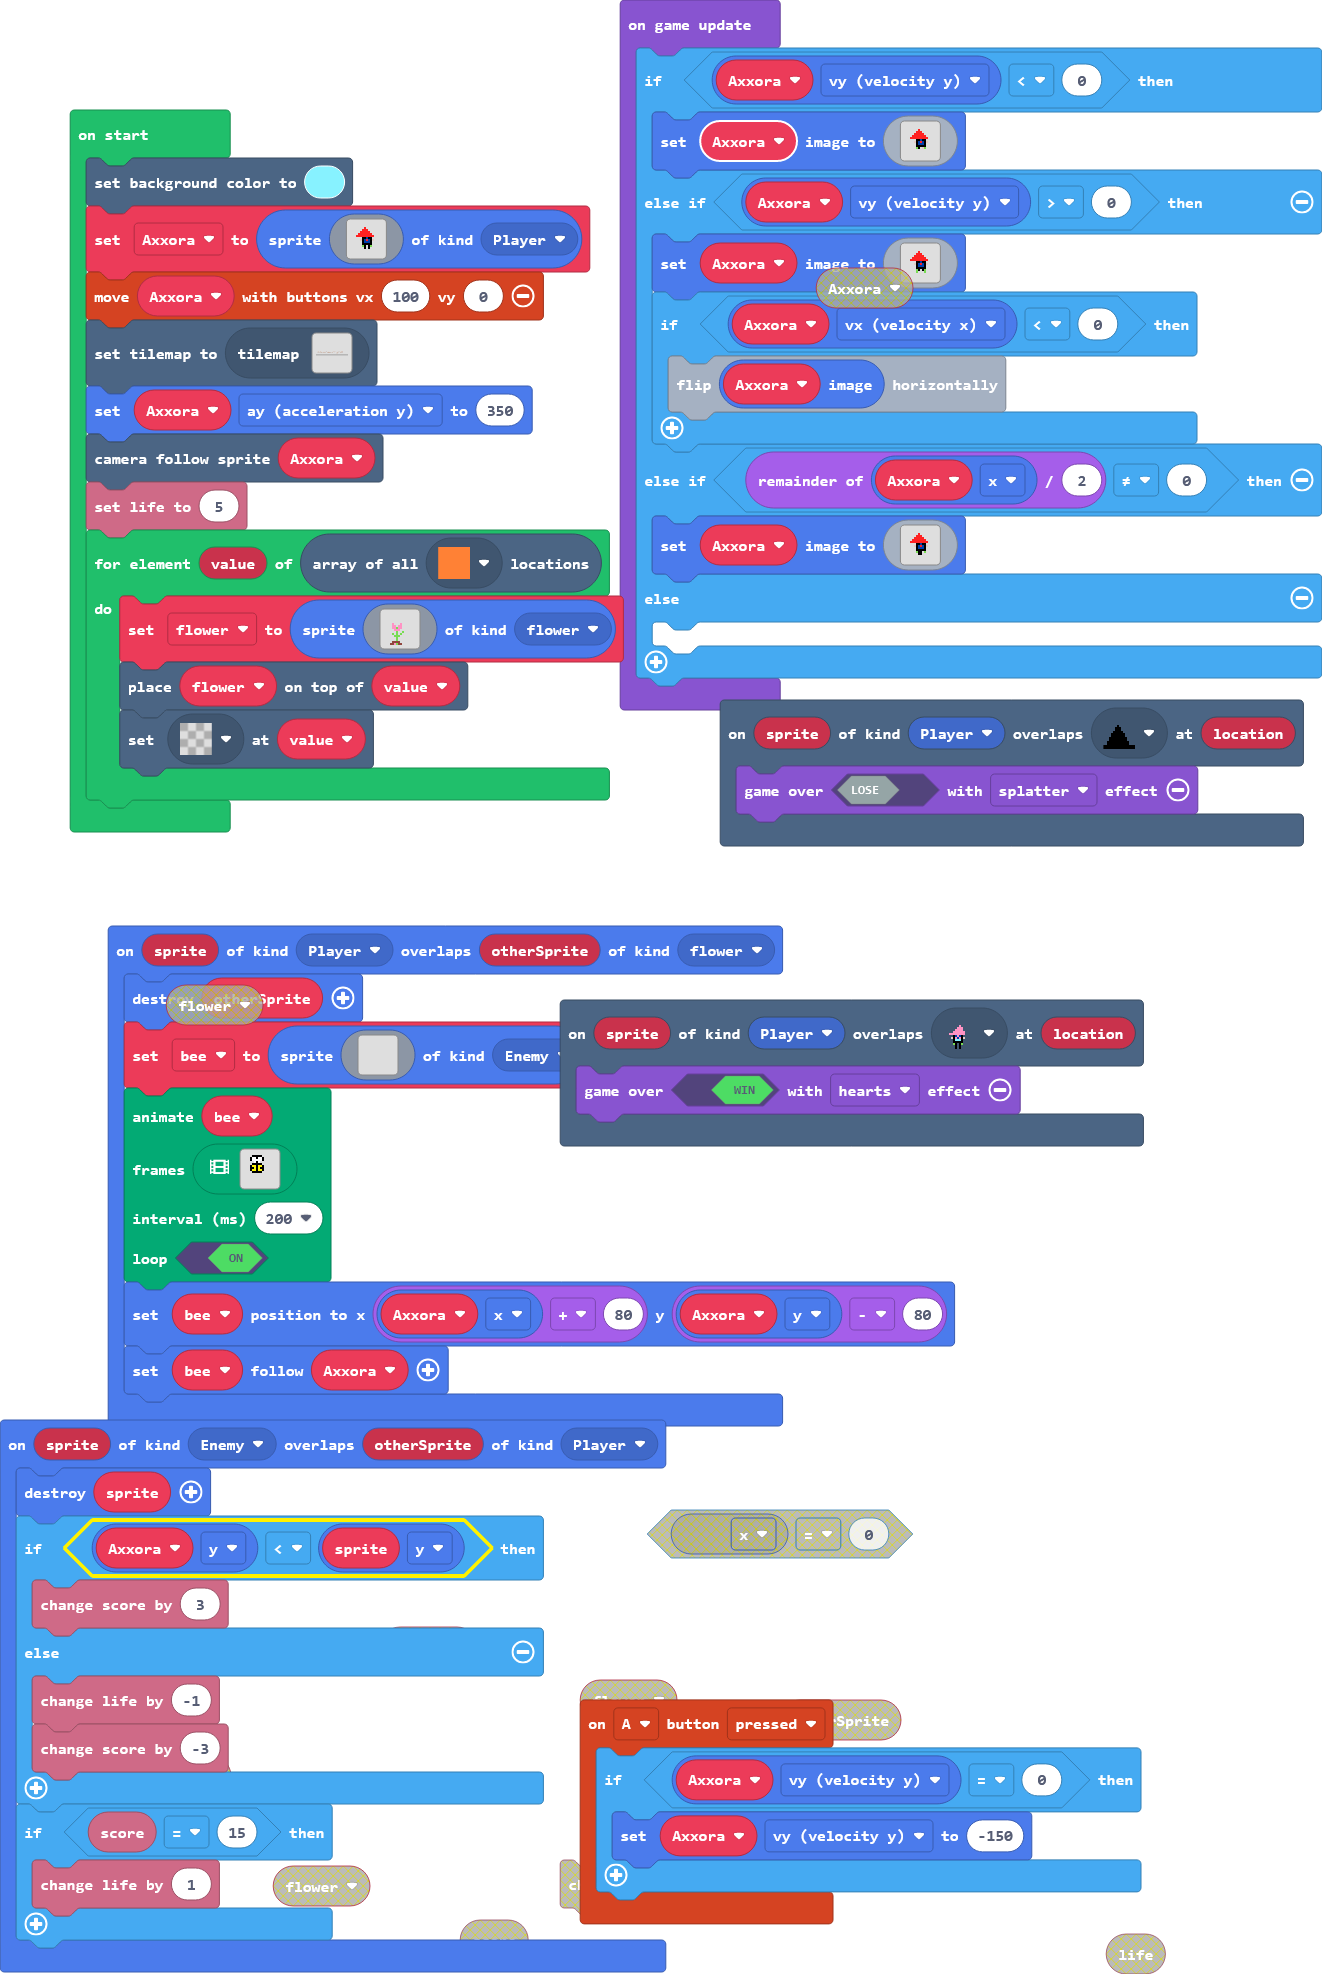 on start
set background color to
set Axxora to sprite of kind Player
move Axxora with buttons vx 100 vy 0
set tilemap to tilemap
set Axxora ay (acceleration y) to 350
camera follow sprite Axxora
set life to 5
for element value of array of all locations
do
set flower to sprite of kind flower
place flower on top of value
set at value
on game update
if Axxora vy (velocity y) < 0 then
set Axxora image to
else if Axxora vy (velocity y) > 0 then
set Axxora image to
Axxora
if Axxora vx (velocity x) < 0 then
flip Axxora image horizontally
else if remainder of Axxora x / 2 ≠ 0 then
set Axxora image to
else
on sprite of kind Player overlaps at location
game over LOSE with splatter effect
on sprite of kind Player overlaps otherSprite of kind flower
destroy otherSprite
flower
set bee to sprite of kind Enemy
animate bee
frames
interval (ms) 200
loop ON
set bee position to x Axxora x + 80 y Axxora y - 80
set bee follow Axxora
on sprite of kind Player overlaps at location
game over WIN with hearts effect
on sprite of kind Enemy overlaps otherSprite of kind Player
destroy sprite
if Axxora y < sprite y then
change score by 3
else
change life by -1
change score by -3
if score = 15 then
change life by 1
x = 0
flower
on A button pressed
if Axxora vy (velocity y) = 0 then
set Axxora vy (velocity y) to -150
life